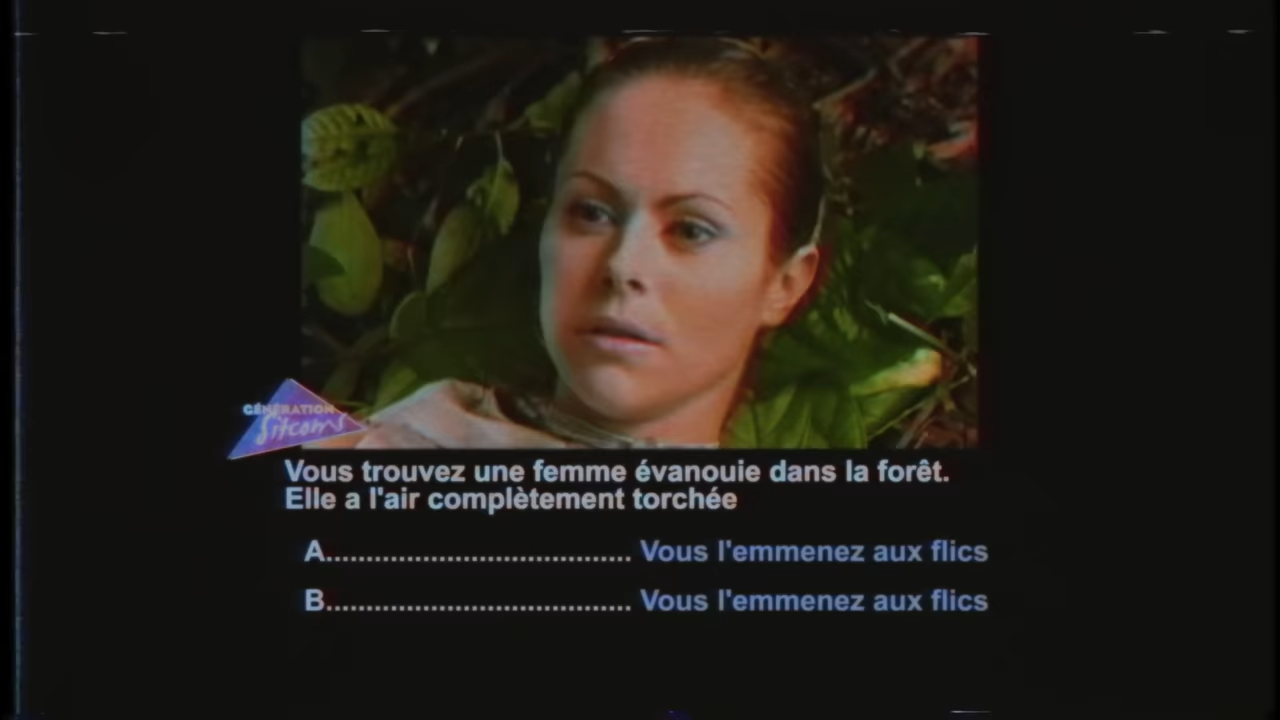 GÉNÉRATION
Sitcoms
Vous trouvez une femme évanouie dans la forêt.
Elle a l'air complètement torchée
A...................................... Vous l'emmenez aux flics
B...................................... Vous l'emmenez aux flics